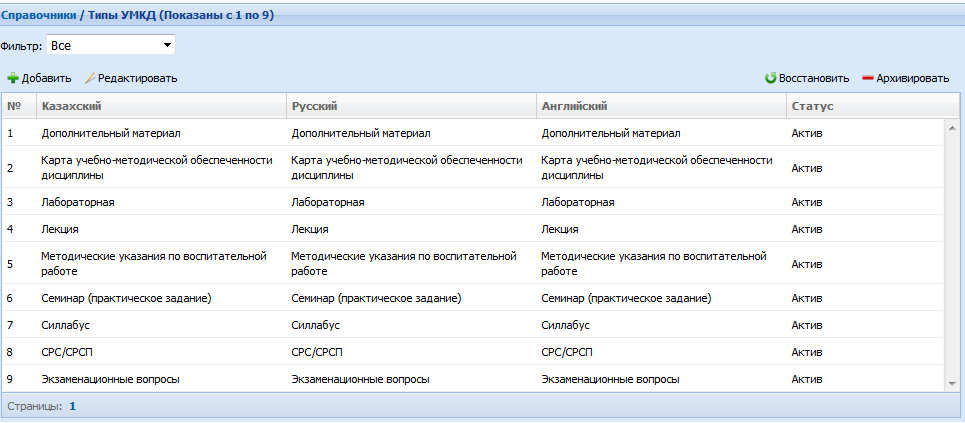 Справочники / Типы УМКД (Показаны с 1 по 9)
Фильтр: Все
Добавить Редактировать Восстановить Архивировать
№ Казахский Русский Английский Статус
1 Дополнительный материал Дополнительный материал Дополнительный материал Актив
2 Карта учебно-методической обеспеченности дисциплины Карта учебно-методической обеспеченности дисциплины Карта учебно-методической обеспеченности дисциплины Актив
3 Лабораторная Лабораторная Лабораторная Актив
4 Лекция Лекция Лекция Актив
5 Методические указания по воспитательной работе Методические указания по воспитательной работе Методические указания по воспитательной работе Актив
6 Семинар (практическое задание) Семинар (практическое задание) Семинар (практическое задание) Актив
7 Силлабус Силлабус Силлабус Актив
8 СРС/СРСП СРС/СРСП СРС/СРСП Актив
9 Экзаменационные вопросы Экзаменационные вопросы Экзаменационные вопросы Актив
Страницы: 1